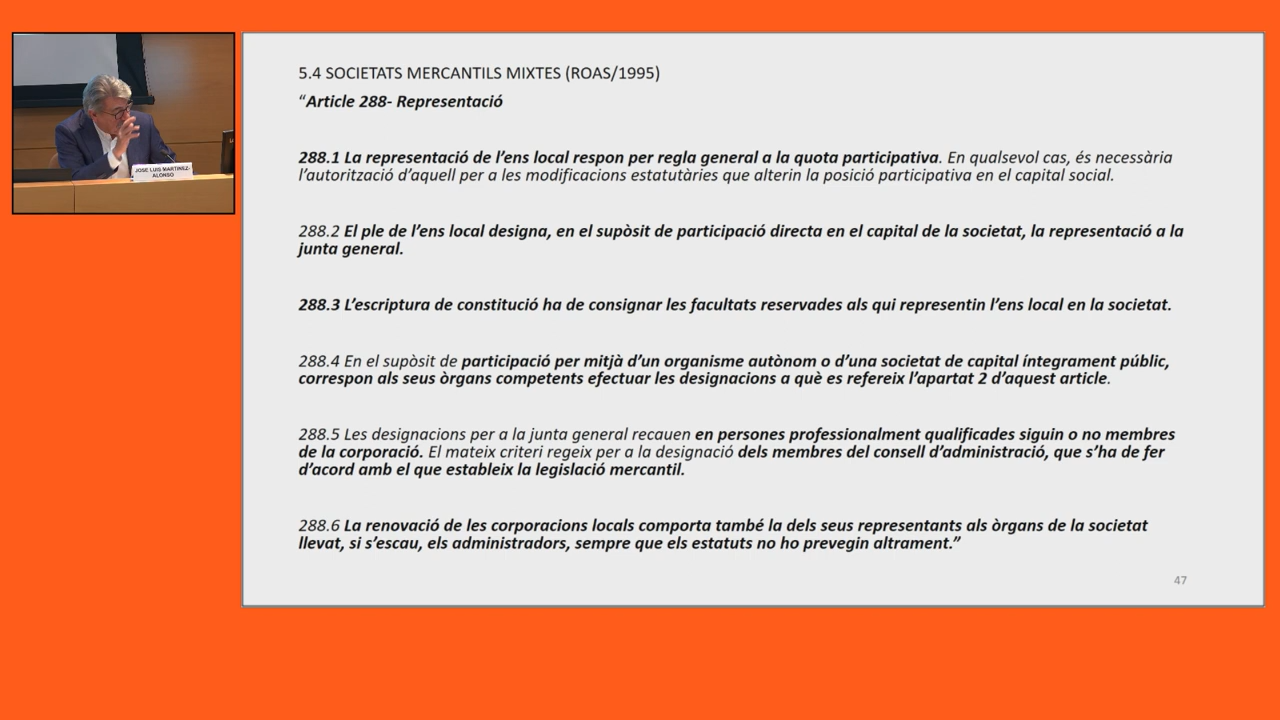 5.4 SOCIETATS MERCANTILS MIXTES (ROAS/1995)
“Article 288- Representació
288.1 La representació de l’ens local respon per regla general a la quota participativa. En qualsevol cas, és necessària
l’autorització d’aquell per a les modificacions estatutàries que alterin la posició participativa en el capital social.
288.2 El ple de l’ens local designa, en el supòsit de participació directa en el capital de la societat, la representació a la
junta general.
288.3 L’escriptura de constitució ha de consignar les facultats reservades als qui representin l’ens local en la societat.
288.4 En el supòsit de participació per mitjà d’un organisme autònom o d’una societat de capital íntegrament públic,
correspon als seus òrgans competents efectuar les designacions a què es refereix l’apartat 2 d’aquest article.
288.5 Les designacions per a la junta general recauen en persones professionalment qualificades siguin o no membres
de la corporació. El mateix criteri regeix per a la designació dels membres del consell d’administració, que s’ha de fer
d’acord amb el que estableix la legislació mercantil.
288.6 La renovació de les corporacions locals comporta també la dels seus representants als òrgans de la societat
llevat, si s’escau, els administradors, sempre que els estatuts no ho prevegin altrament.”
47
JOSE LUIS MARTINEZ-
ALONSO